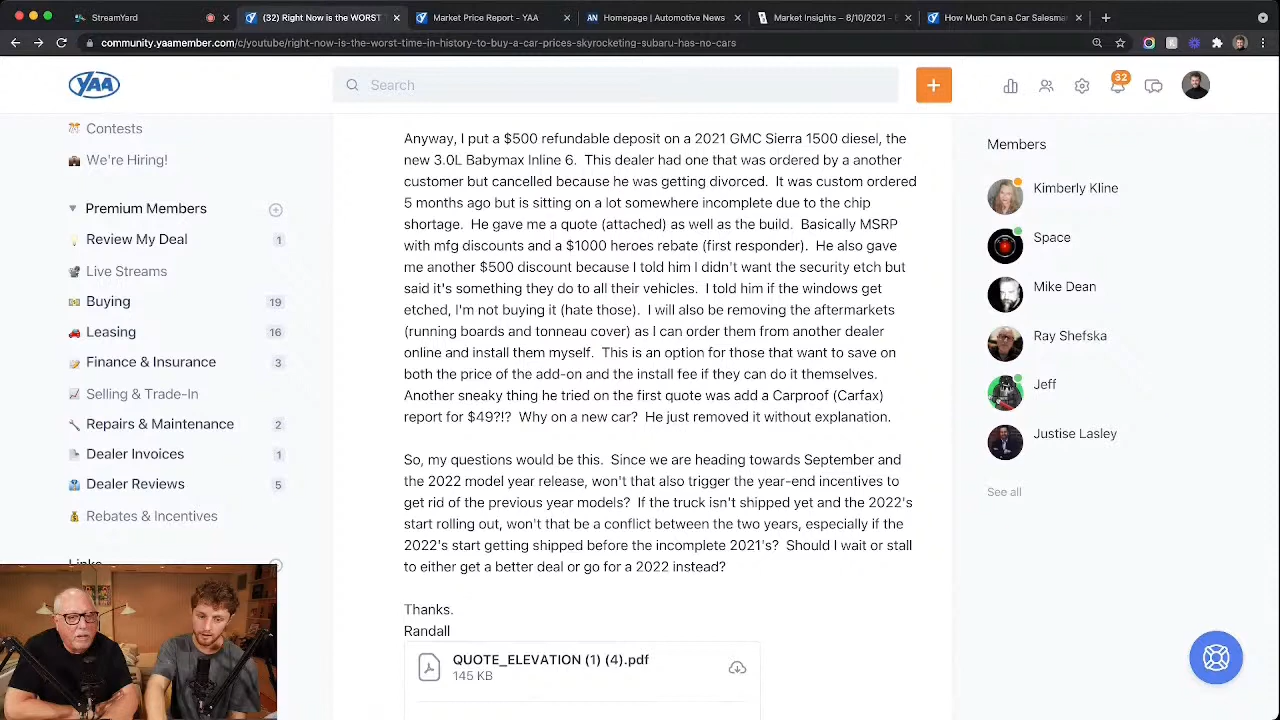 StreamYard
(32) Right Now is the WORST
Market Price Report - YAA
Homepage | Automotive News
Market Insights – 8/10/2021 -
How Much Can a Car Salesma
community.yaamember.com/c/youtube/right-now-is-the-worst-time-in-history-to-buy-a-car-prices-skyrocketing-subaru-has-no-cars
YAA
Search
32
Contests
We're Hiring!
Premium Members
Review My Deal 1
Live Streams
Buying 19
Leasing 16
Finance & Insurance 3
Selling & Trade-In
Repairs & Maintenance 2
Dealer Invoices 1
Dealer Reviews 5
Rebates & Incentives
Links
Anyway, I put a $500 refundable deposit on a 2021 GMC Sierra 1500 diesel, the
new 3.0L Babymax Inline 6. This dealer had one that was ordered by a another
customer but cancelled because he was getting divorced. It was custom ordered
5 months ago but is sitting on a lot somewhere incomplete due to the chip
shortage. He gave me a quote (attached) as well as the build. Basically MSRP
with mfg discounts and a $1000 heroes rebate (first responder). He also gave
me another $500 discount because I told him I didn't want the security etch but
said it's something they do to all their vehicles. I told him if the windows get
etched, I'm not buying it (hate those). I will also be removing the aftermarkets
(running boards and tonneau cover) as I can order them from another dealer
online and install them myself. This is an option for those that want to save on
both the price of the add-on and the install fee if they can do it themselves.
Another sneaky thing he tried on the first quote was add a Carproof (Carfax)
report for $49?!? Why on a new car? He just removed it without explanation.
So, my questions would be this. Since we are heading towards September and
the 2022 model year release, won't that also trigger the year-end incentives to
get rid of the previous year models? If the truck isn't shipped yet and the 2022's
start rolling out, won't that be a conflict between the two years, especially if the
2022's start getting shipped before the incomplete 2021's? Should I wait or stall
to either get a better deal or go for a 2022 instead?
Thanks.
Randall
QUOTE_ELEVATION (1) (4).pdf
145 KB
Members
Kimberly Kline
Space
Mike Dean
Ray Shefska
Jeff
Justise Lasley
See all